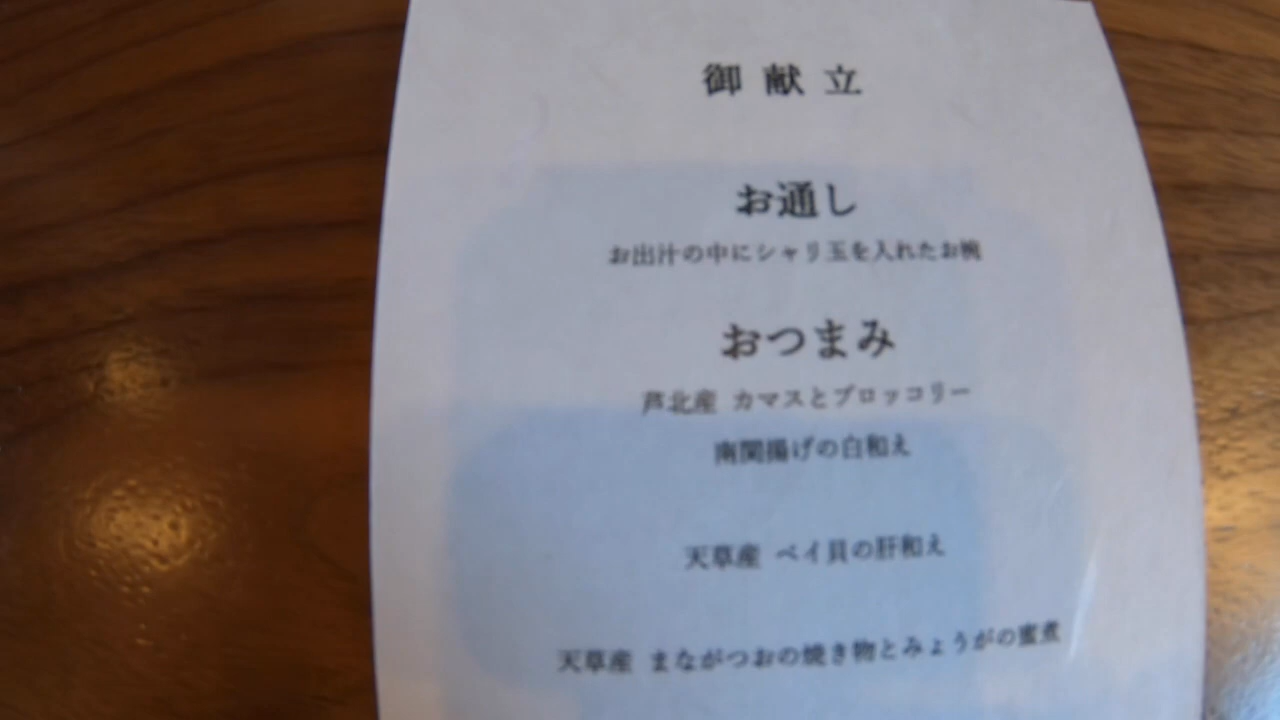 御献立
お通し
お出汁の中にシャリ玉を入れたお椀
おつまみ
芦北産 カマスとブロッコリー
南関揚げの白和え
天草産 ベイ貝の肝和え
天草産 まながつおの焼き物とみょうがの蜜煮